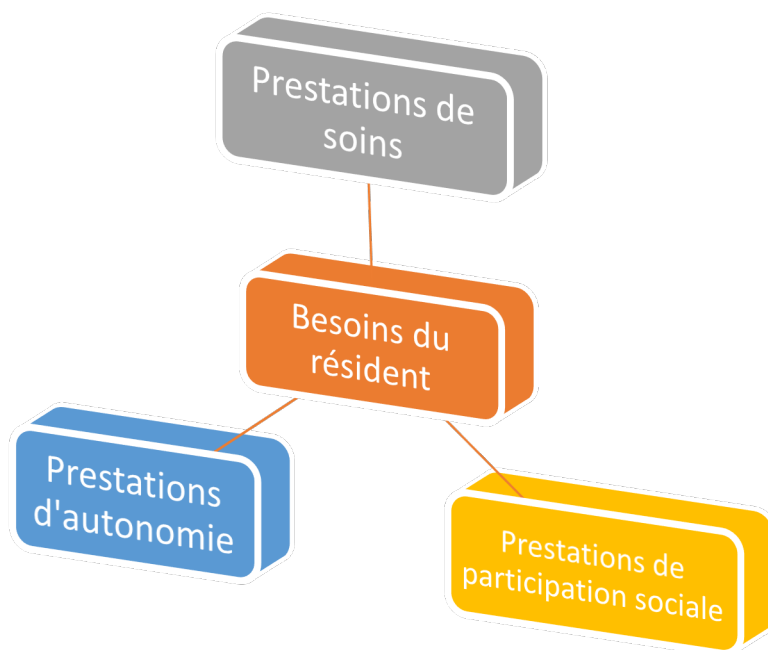 Prestations de
soins
Besoins du
résident
Prestations
d'autonomie
Prestations de
participation sociale